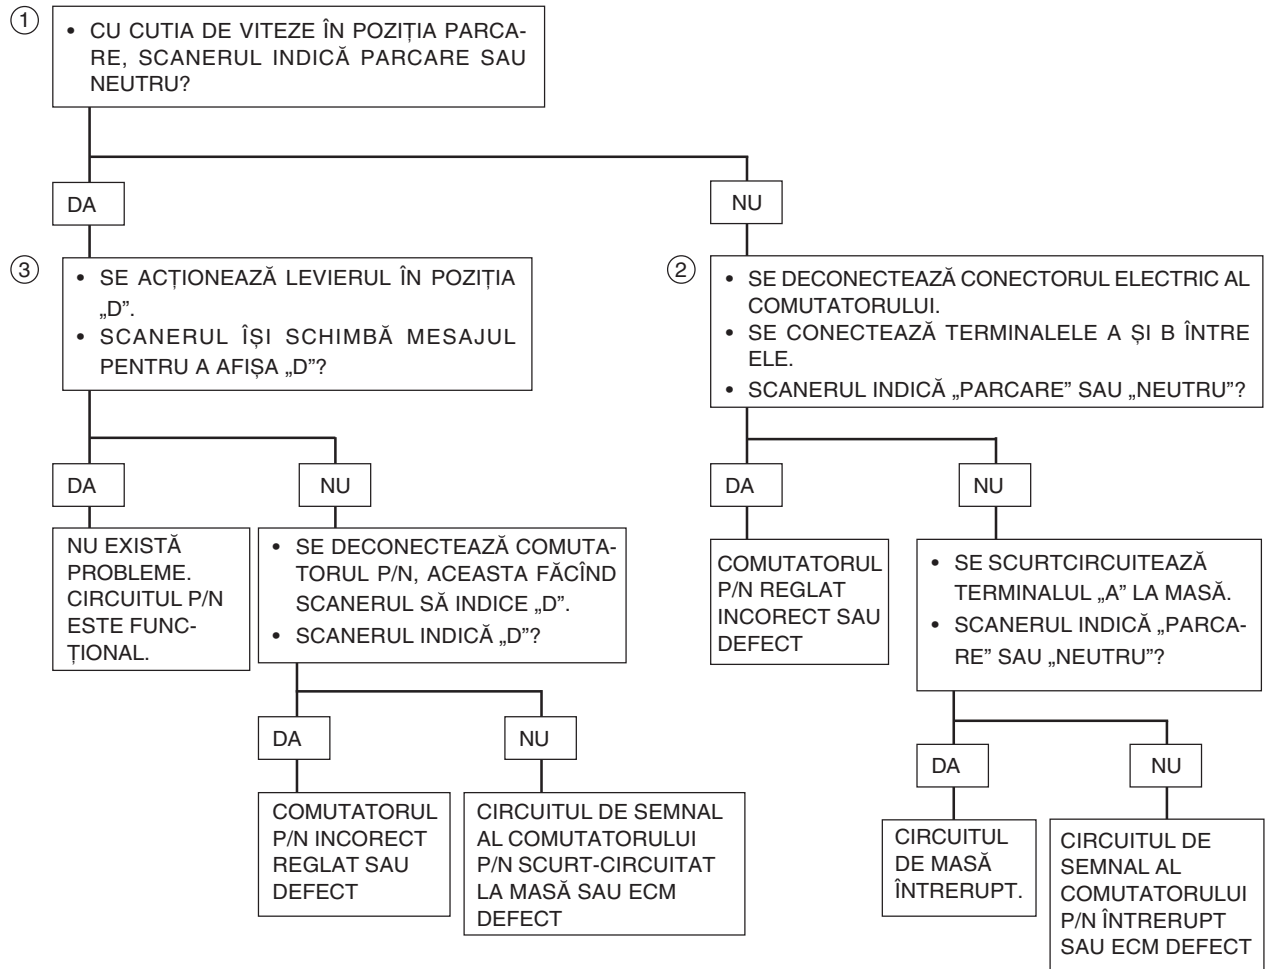 1
• CU CUTIA DE VITEZE ÎN POZIȚIA PARCA-
RE, SCANERUL INDICĂ PARCARE SAU
NEUTRU?
DA
NU
3
• SE ACȚIONEAZĂ LEVIERUL ÎN POZIȚIA
„D”.
• SCANERUL ÎȘI SCHIMBĂ MESAJUL
PENTRU A AFIȘA „D”?
2
• SE DECONECTEAZĂ CONECTORUL ELECTRIC AL
COMUTATORULUI.
• SE CONECTEAZĂ TERMINALELE A ȘI B ÎNTRE
ELE.
• SCANERUL INDICĂ „PARCARE” SAU „NEUTRU”?
DA
NU
DA
NU
NU EXISTĂ
PROBLEME.
CIRCUITUL P/N
ESTE FUNC-
ȚIONAL.
• SE DECONECTEAZĂ COMUTA-
TORUL P/N, ACEASTA FĂCÎND
SCANERUL SĂ INDICE „D”.
• SCANERUL INDICĂ „D”?
COMUTATORUL
P/N REGLAT
INCORECT SAU
DEFECT
• SE SCURTCIRCUITEAZĂ
TERMINALUL „A” LA MASĂ.
• SCANERUL INDICĂ „PARCA-
RE” SAU „NEUTRU”?
DA
NU
DA
NU
COMUTATORUL
P/N INCORECT
REGLAT SAU
DEFECT
CIRCUITUL DE SEMNAL
AL COMUTATORULUI
P/N SCURT-CIRCUITAT
LA MASĂ SAU ECM
DEFECT
CIRCUITUL
DE MASĂ
ÎNTRERUPT.
CIRCUITUL DE
SEMNAL AL
COMUTATORULUI
P/N ÎNTRERUPT
SAU ECM DEFECT